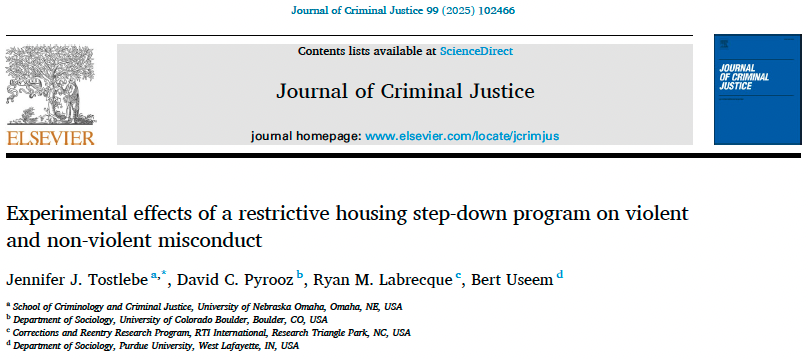 Journal of Criminal Justice 99 (2025) 102466
Contents lists available at ScienceDirect
Journal of Criminal Justice
journal homepage: www.elsevier.com/locate/jcrimjus
ELSEVIER
JOURNAL
OF CRIMINAL
JUSTICE
Experimental effects of a restrictive housing step-down program on violent
and non-violent misconduct
Jennifer J. Tostlebe a,*, David C. Pyrooz b, Ryan M. Labrecque c, Bert Useem d
a School of Criminology and Criminal Justice, University of Nebraska Omaha, Omaha, NE, USA
b Department of Sociology, University of Colorado Boulder, Boulder, CO, USA
c Corrections and Reentry Research Program, RTI International, Research Triangle Park, NC, USA
d Department of Sociology, Purdue University, West Lafayette, IN, USA